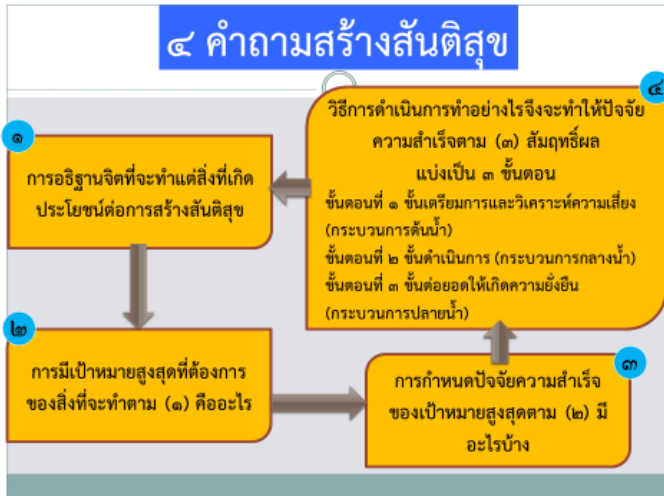 ๔ คำถามสร้างสันติสุข
๑
การอธิฐานจิตที่จะทำแต่สิ่งที่เกิด
ประโยชน์ต่อการสร้างสันติสุข
๒
การมีเป้าหมายสูงสุดที่ต้องการ
ของสิ่งที่จะทำตาม (๑) คืออะไร
๓
การกำหนดปัจจัยความสำเร็จ
ของเป้าหมายสูงสุดตาม (๒) มี
อะไรบ้าง
๔
วิธีการดำเนินการทำอย่างไรจึงจะทำให้ปัจจัย
ความสำเร็จตาม (๓) สัมฤทธิ์ผล
แบ่งเป็น ๓ ขั้นตอน
ขั้นตอนที่ ๑ ขั้นเตรียมการและวิเคราะห์ความเสี่ยง
(กระบวนการต้นน้ำ)
ขั้นตอนที่ ๒ ขั้นดำเนินการ (กระบวนการกลางน้ำ)
ขั้นตอนที่ ๓ ขั้นต่อยอดให้เกิดความยั่งยืน
(กระบวนการปลายน้ำ)